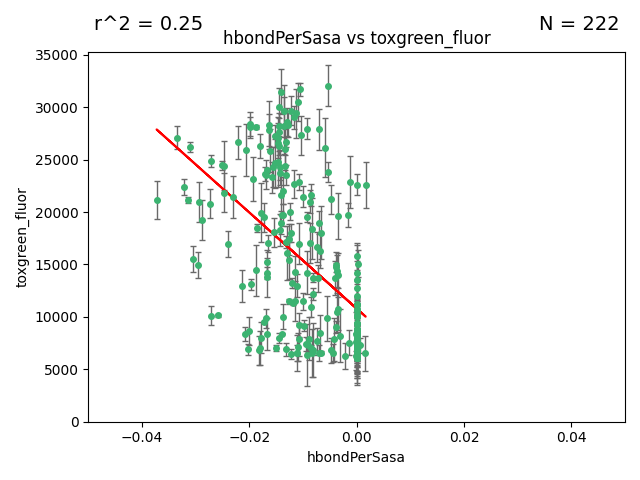 r^2 = 0.25
N = 222
hbondPerSasa vs toxgreen_fluor
35000
30000
25000
20000
15000
10000
5000
0
toxgreen_fluor
−0.04
−0.02
0.00
0.02
0.04
hbondPerSasa